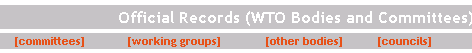 Official Records (WTO Bodies and Committees)
[committees] [working groups] [other bodies] [councils]